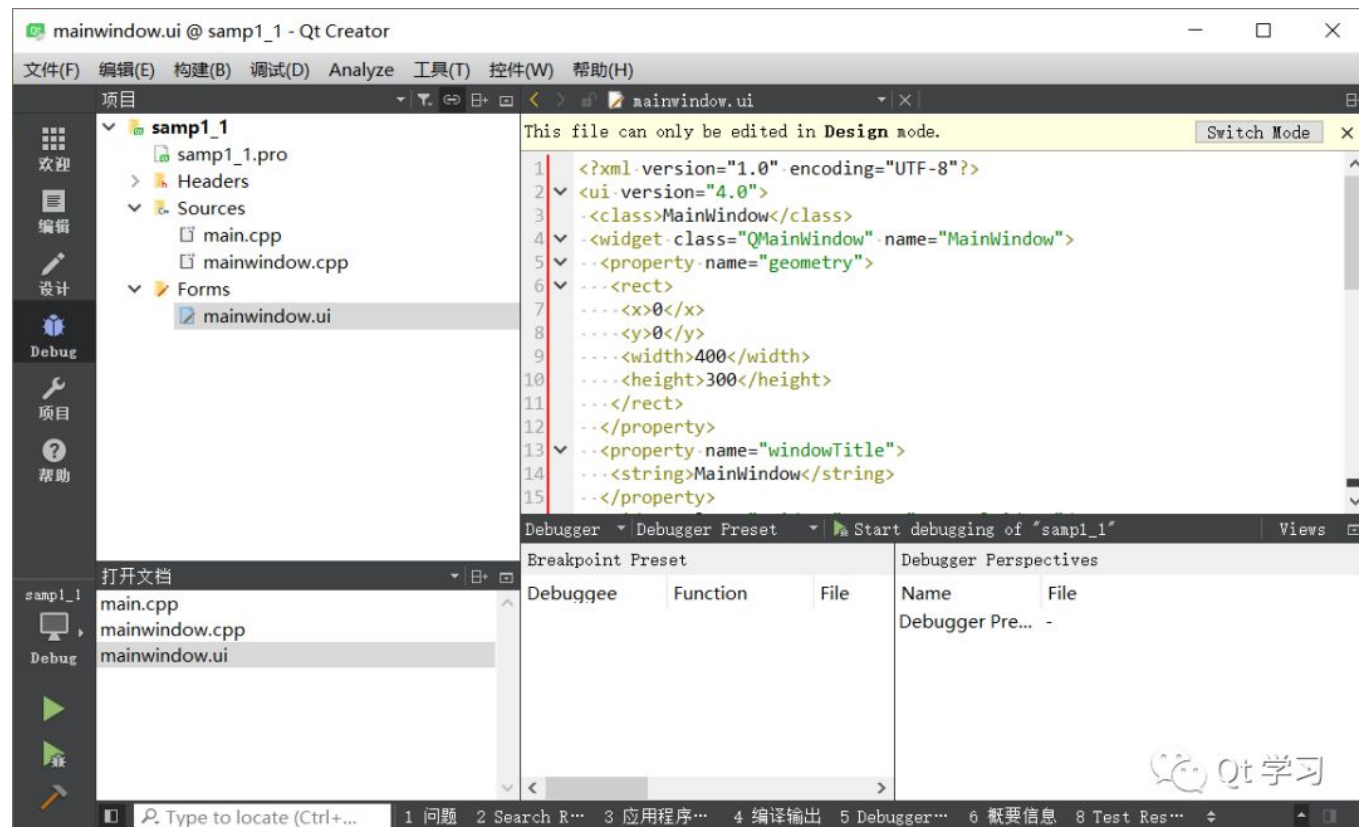 mainwindow.ui @ samp1_1 - Qt Creator
文件(F) 编辑(E) 构建(B) 调试(D) Analyze 工具(T) 控件(W) 帮助(H)
项目
mainwindow.ui
欢迎
编辑
设计
Debug
项目
帮助
samp1_1
samp1_1.pro
Headers
Sources
main.cpp
mainwindow.cpp
Forms
mainwindow.ui
This file can only be edited in Design mode. Switch Mode
1 <?xml version="1.0" encoding="UTF-8"?>
2 <ui version="4.0">
3 <class>MainWindow</class>
4 <widget class="QMainWindow" name="MainWindow">
5 <property name="geometry">
6 <rect>
7 <x>0</x>
8 <y>0</y>
9 <width>400</width>
10 <height>300</height>
11 </rect>
12 </property>
13 <property name="windowTitle">
14 <string>MainWindow</string>
15 </property>
Debugger Debugger Preset Start debugging of "samp1_1" Views
Breakpoint Preset
Debuggee Function File
Debugger Perspectives
Name File
Debugger Pre... -
打开文档
main.cpp
mainwindow.cpp
mainwindow.ui
samp1_1
Debug
Qt 学习
Type to locate (Ctrl+...
1 问题 2 Search R… 3 应用程序… 4 编译输出 5 Debugger… 6 概要信息 8 Test Res…